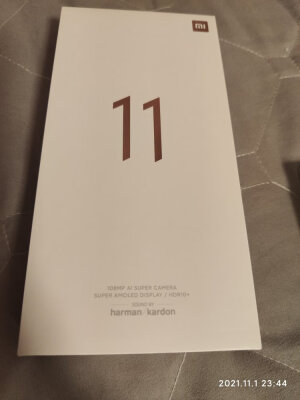 mi
11
108MP AI SUPER CAMERA
SUPER AMOLED DISPLAY / HDR10+
SOUND BY
harman kardon
2021.11.1 23:44